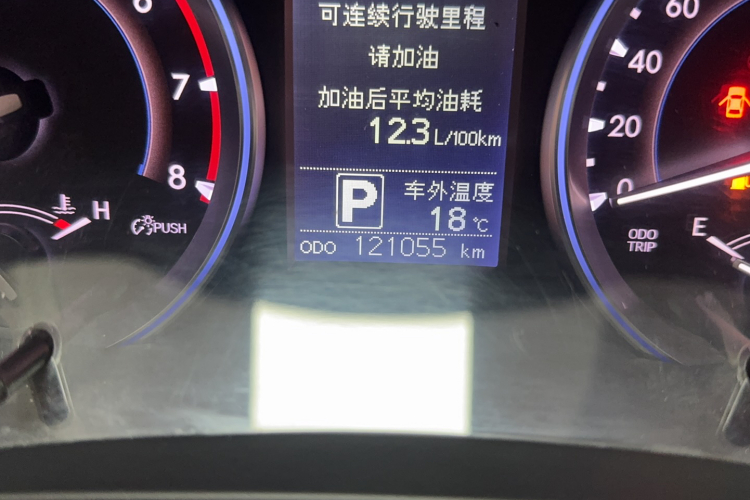 可连续行驶里程
请加油
加油后平均油耗
12.3 L/100km
P
车外温度
18 ℃
ODO 121055 km
7
8
H
PUSH
60
40
20
0
ODO
TRIP
E